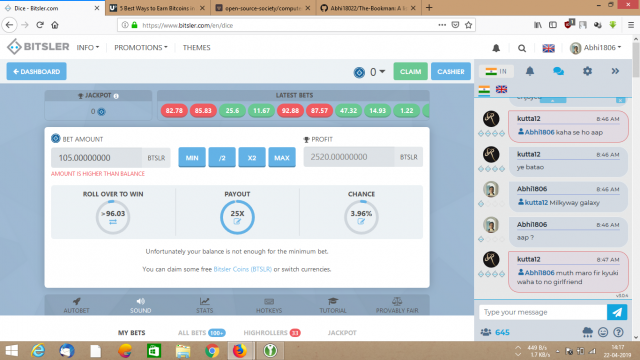 Dice - Bitsler.com
5 Best Ways to Earn Bitcoins in
open-source-society/compute
Abhi10022/The-Bookman: A
https://www.bitsler.com/en/dice
BITSLER
INFO
PROMOTIONS
THEMES
Abhi1806
DASHBOARD
0
CLAIM
CASHIER
IN
JACKPOT
0
LATEST BETS
82.78
85.83
25.6
11.67
92.88
87.57
47.32
14.93
1.22
BET AMOUNT
105.00000000
BTSLR
AMOUNT IS HIGHER THAN BALANCE
MIN
/2
X2
MAX
PROFIT
2520.00000000
BTSLR
ROLL OVER TO WIN
>96.03
PAYOUT
25X
CHANCE
3.96%
Unfortunately your balance is not enough for the minimum bet.
You can claim some free Bitsler Coins (BTSLR) or switch currencies.
AUTOBET
SOUND
STATS
HOTKEYS
TUTORIAL
PROVABLY FAIR
MY BETS
ALL BETS 100+
HIGHROLLERS 33
JACKPOT
kutta12 8:46 AM
Abhi1806 kaha se ho aap
kutta12 8:46 AM
ye batao
Abhi1806 8:46 AM
kutta12 Milkyway galaxy
Abhi1806 8:46 AM
aap ?
kutta12 8:47 AM
Abhi1806 muth maro fir kyuki
waha to no girlfriend
Type your message
645
449 B/s
1.7 KB/s
14:17
22-04-2019